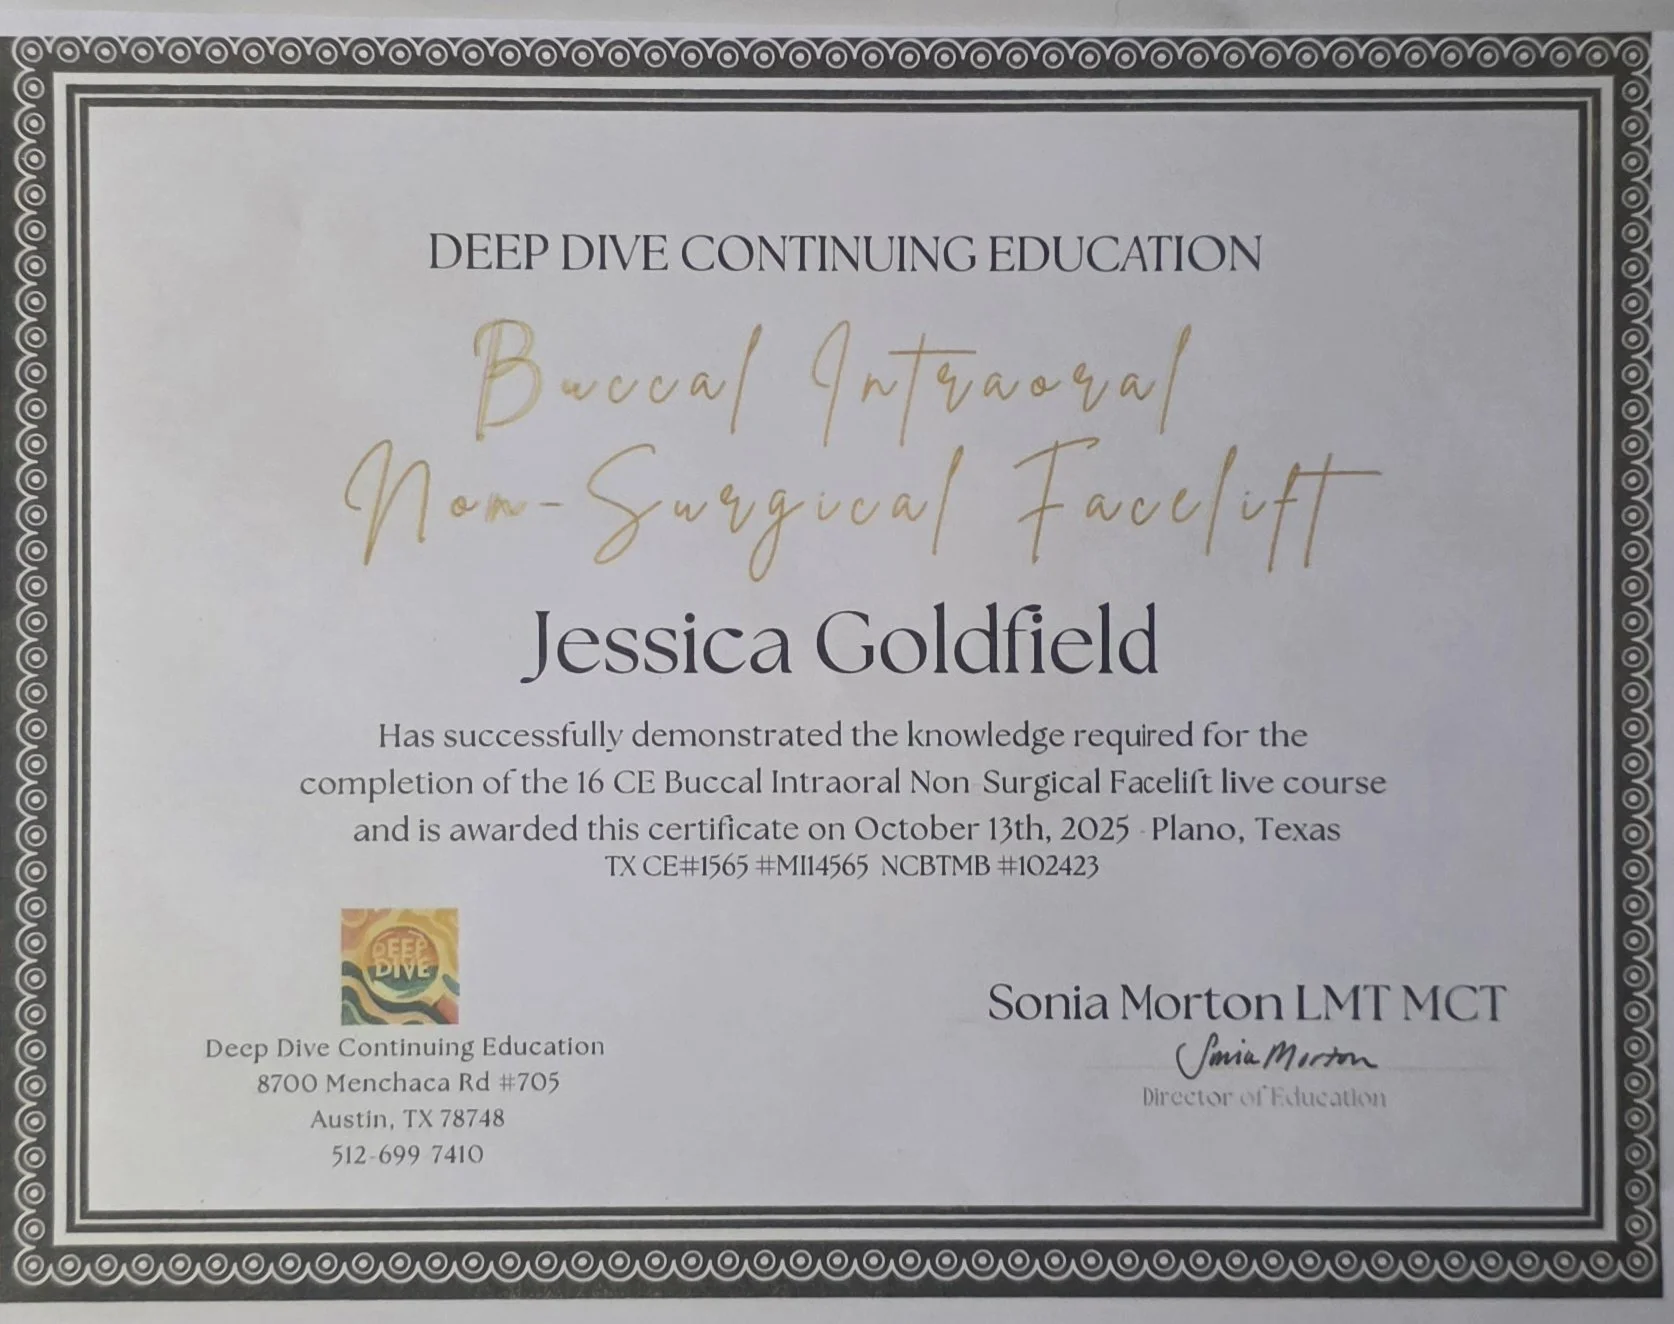 DEEP DIVE CONTINUING EDUCATION
Buccal Intraoral
Non-Surgical Facelift
Jessica Goldfield
Has successfully demonstrated the knowledge required for the
completion of the 16 CE Buccal Intraoral Non-Surgical Facelift live course
and is awarded this certificate on October 13th, 2025 - Plano, Texas
TX CE#1565 #MI14565 NCBTMB #102423
DEEP
DIVE
Deep Dive Continuing Education
8700 Menchaca Rd #705
Austin, TX 78748
512-699-7410
Sonia Morton LMT MCT
Sonia Morton
Director of Education